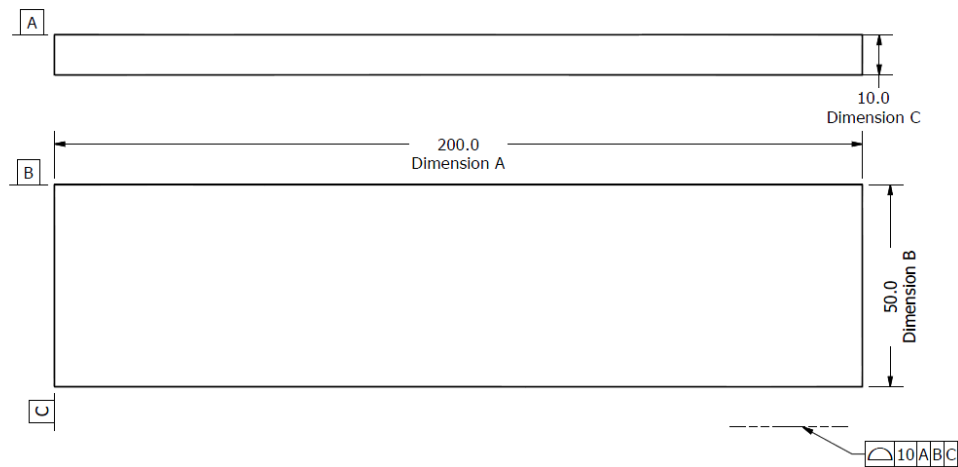 A
10.0
Dimension C
200.0
Dimension A
B
50.0
Dimension B
C
⌓ 10 A B C